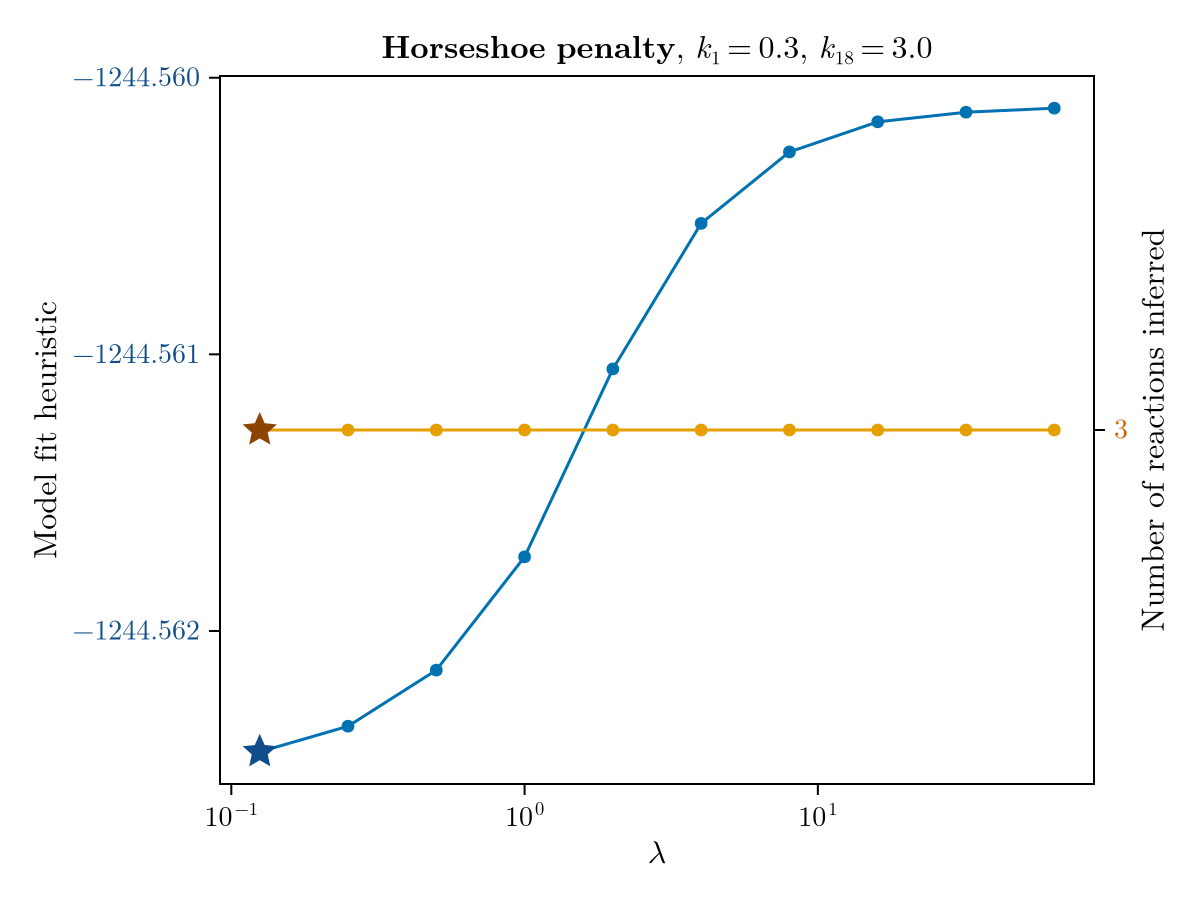 Horseshoe penalty, k₁ = 0.3, k₁₈ = 3.0
−1244.560
−1244.561
−1244.562
Model fit heuristic
3
Number of reactions inferred
10⁻¹ 10⁰ 10¹
λ